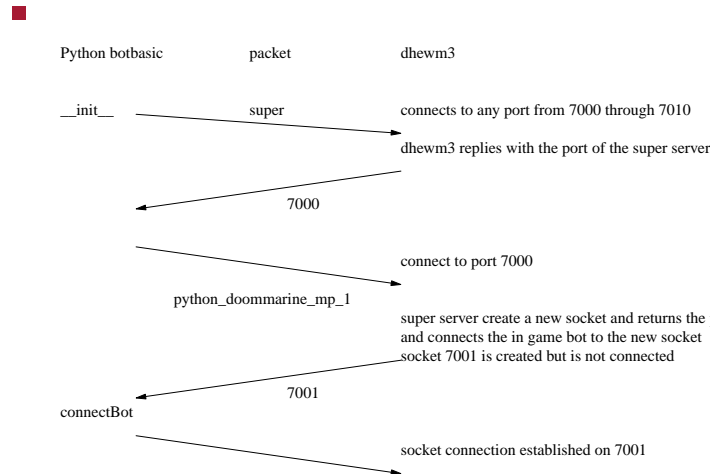 Python botbasic packet dhewm3
__init__ super connects to any port from 7000 through 7010
dhewm3 replies with the port of the super server
7000
connect to port 7000
python_doommarine_mp_1
super server create a new socket and returns the
and connects the in game bot to the new socket
socket 7001 is created but is not connected
7001
connectBot
socket connection established on 7001